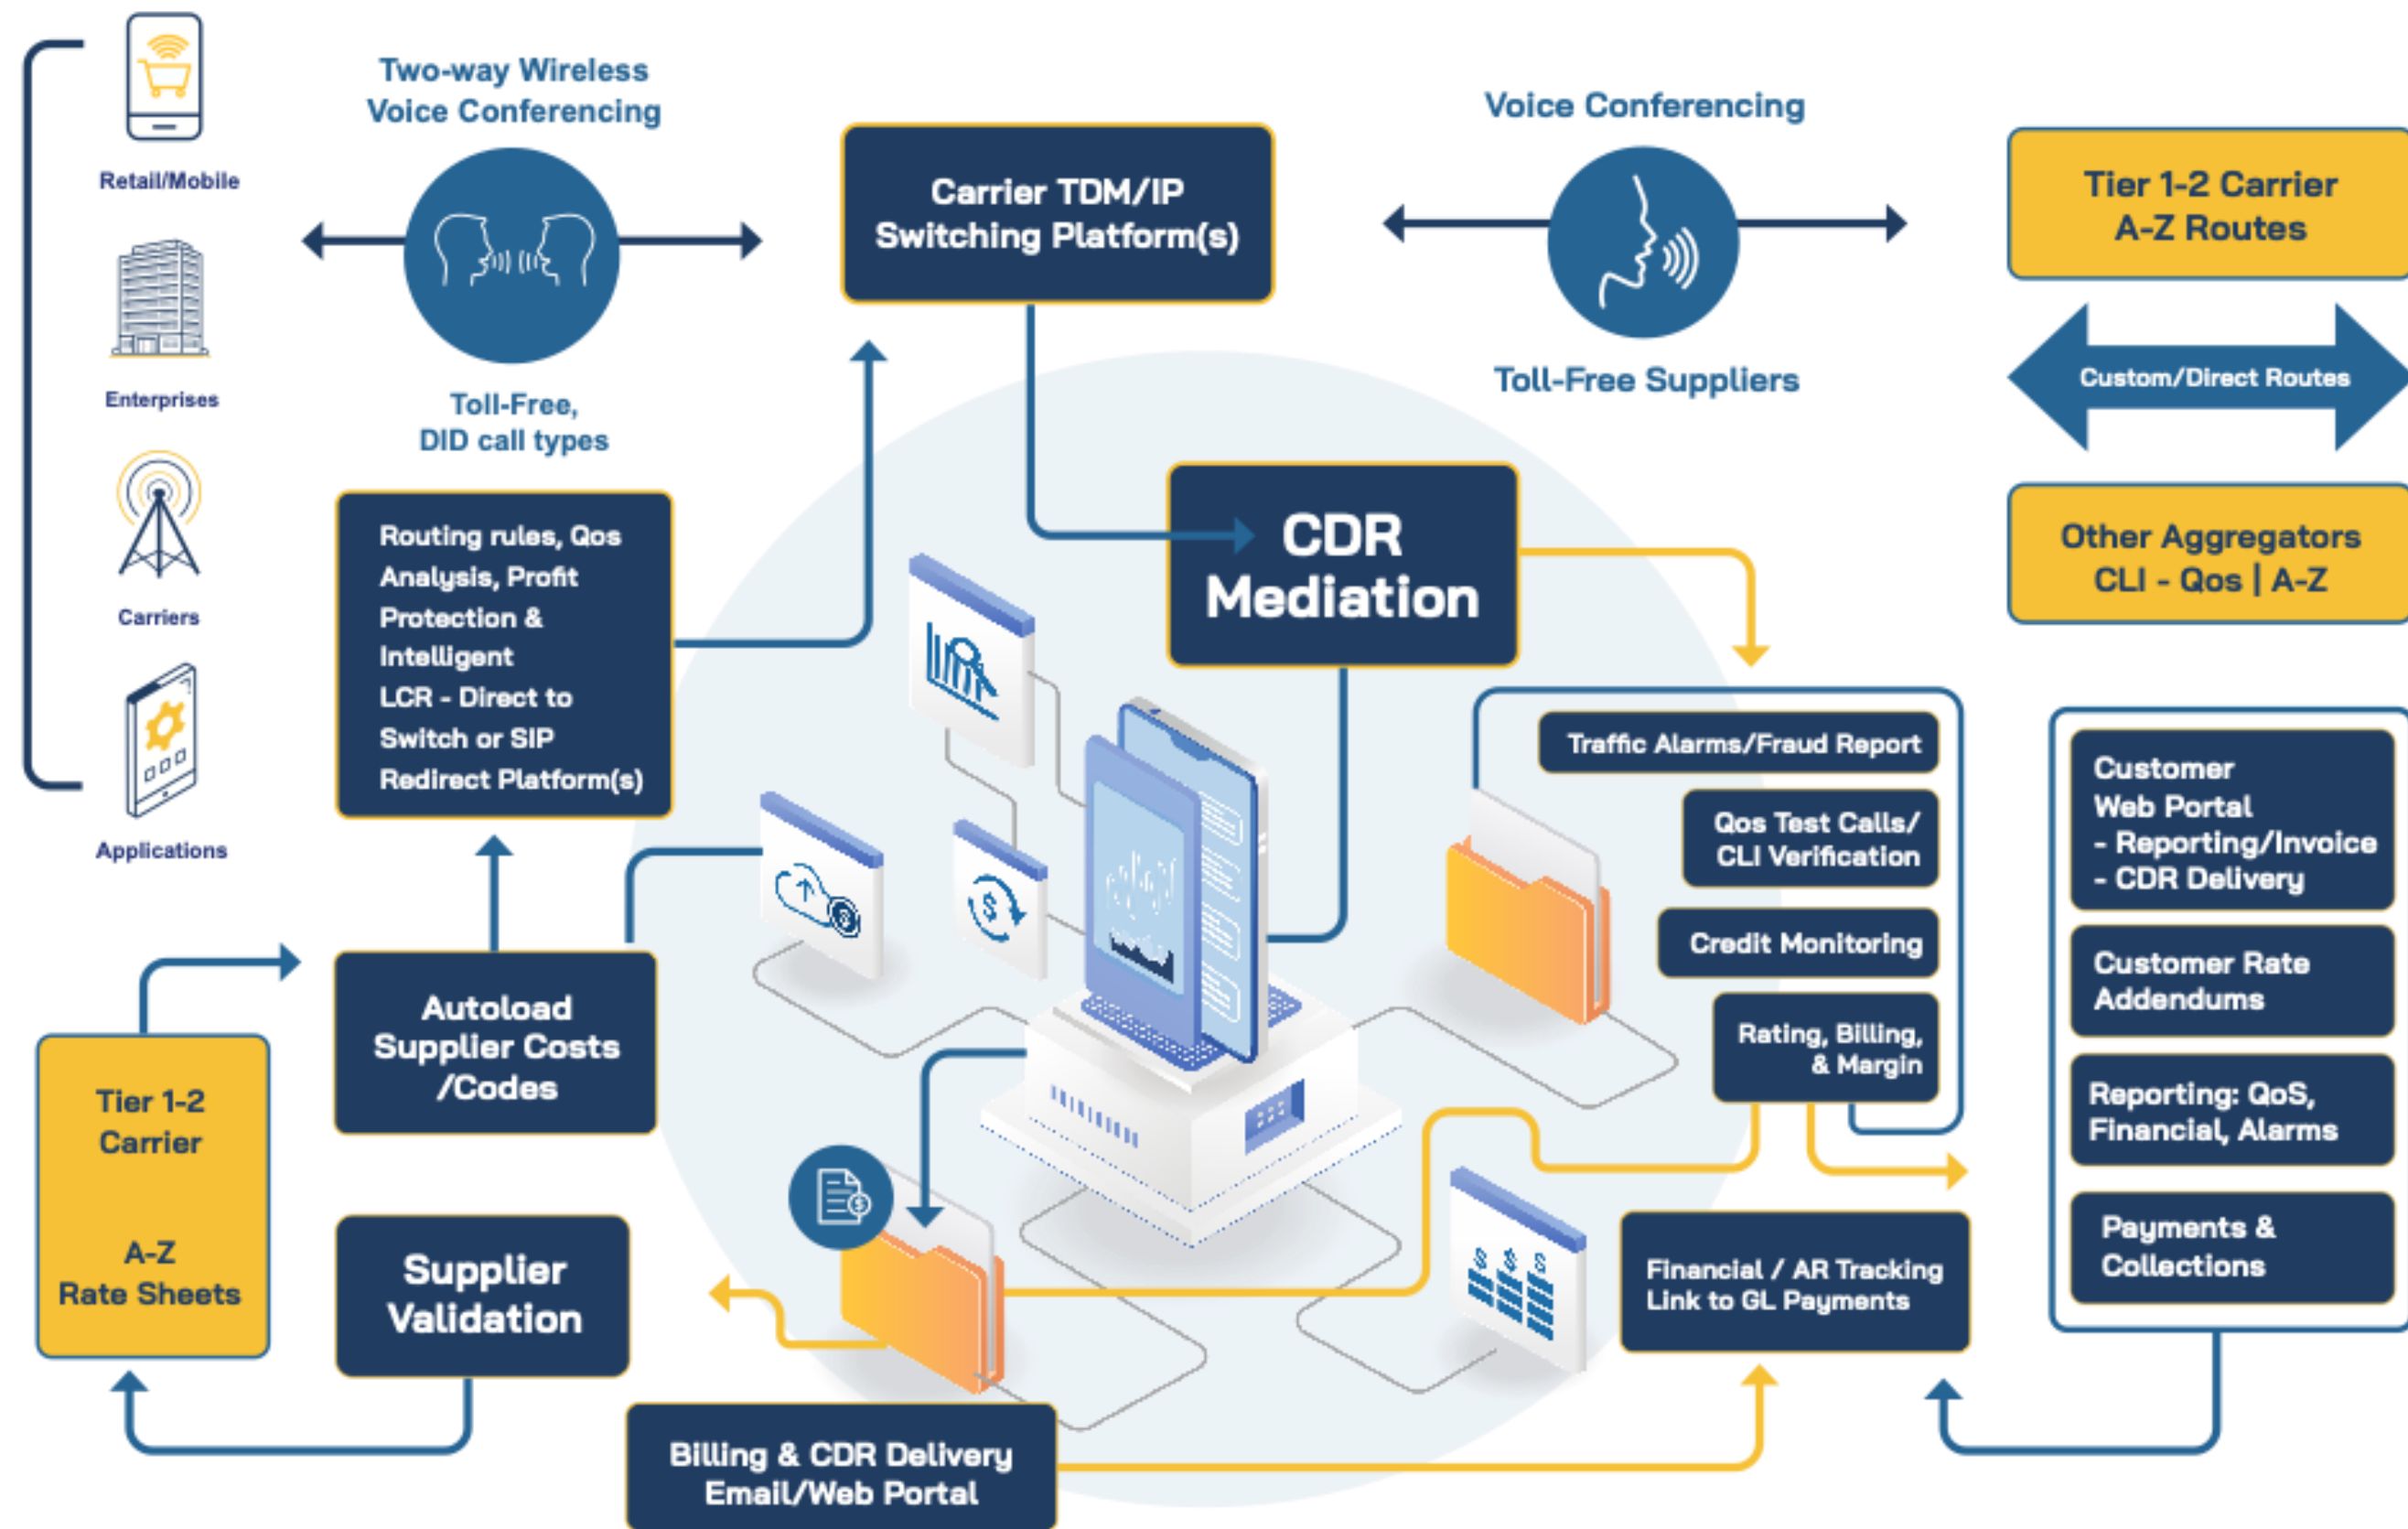 Retail/Mobile
Enterprises
Carriers
Applications
Two-way Wireless
Voice Conferencing
Toll-Free,
DID call types
Carrier TDM/IP
Switching Platform(s)
Voice Conferencing
Toll-Free Suppliers
Tier 1-2 Carrier
A-Z Routes
Custom/Direct Routes
Other Aggregators
CLI - Qos | A-Z
Routing rules, Qos
Analysis, Profit
Protection &
Intelligent
LCR - Direct to
Switch or SIP
Redirect Platform(s)
CDR
Mediation
Traffic Alarms/Fraud Report
Qos Test Calls/
CLI Verification
Credit Monitoring
Rating, Billing,
& Margin
Customer
Web Portal
- Reporting/Invoice
- CDR Delivery
Customer Rate
Addendums
Reporting: QoS,
Financial, Alarms
Payments &
Collections
Autoload
Supplier Costs
/Codes
Tier 1-2
Carrier
A-Z
Rate Sheets
Supplier
Validation
$
$
$
$ $ $
Financial / AR Tracking
Link to GL Payments
Billing & CDR Delivery
Email/Web Portal